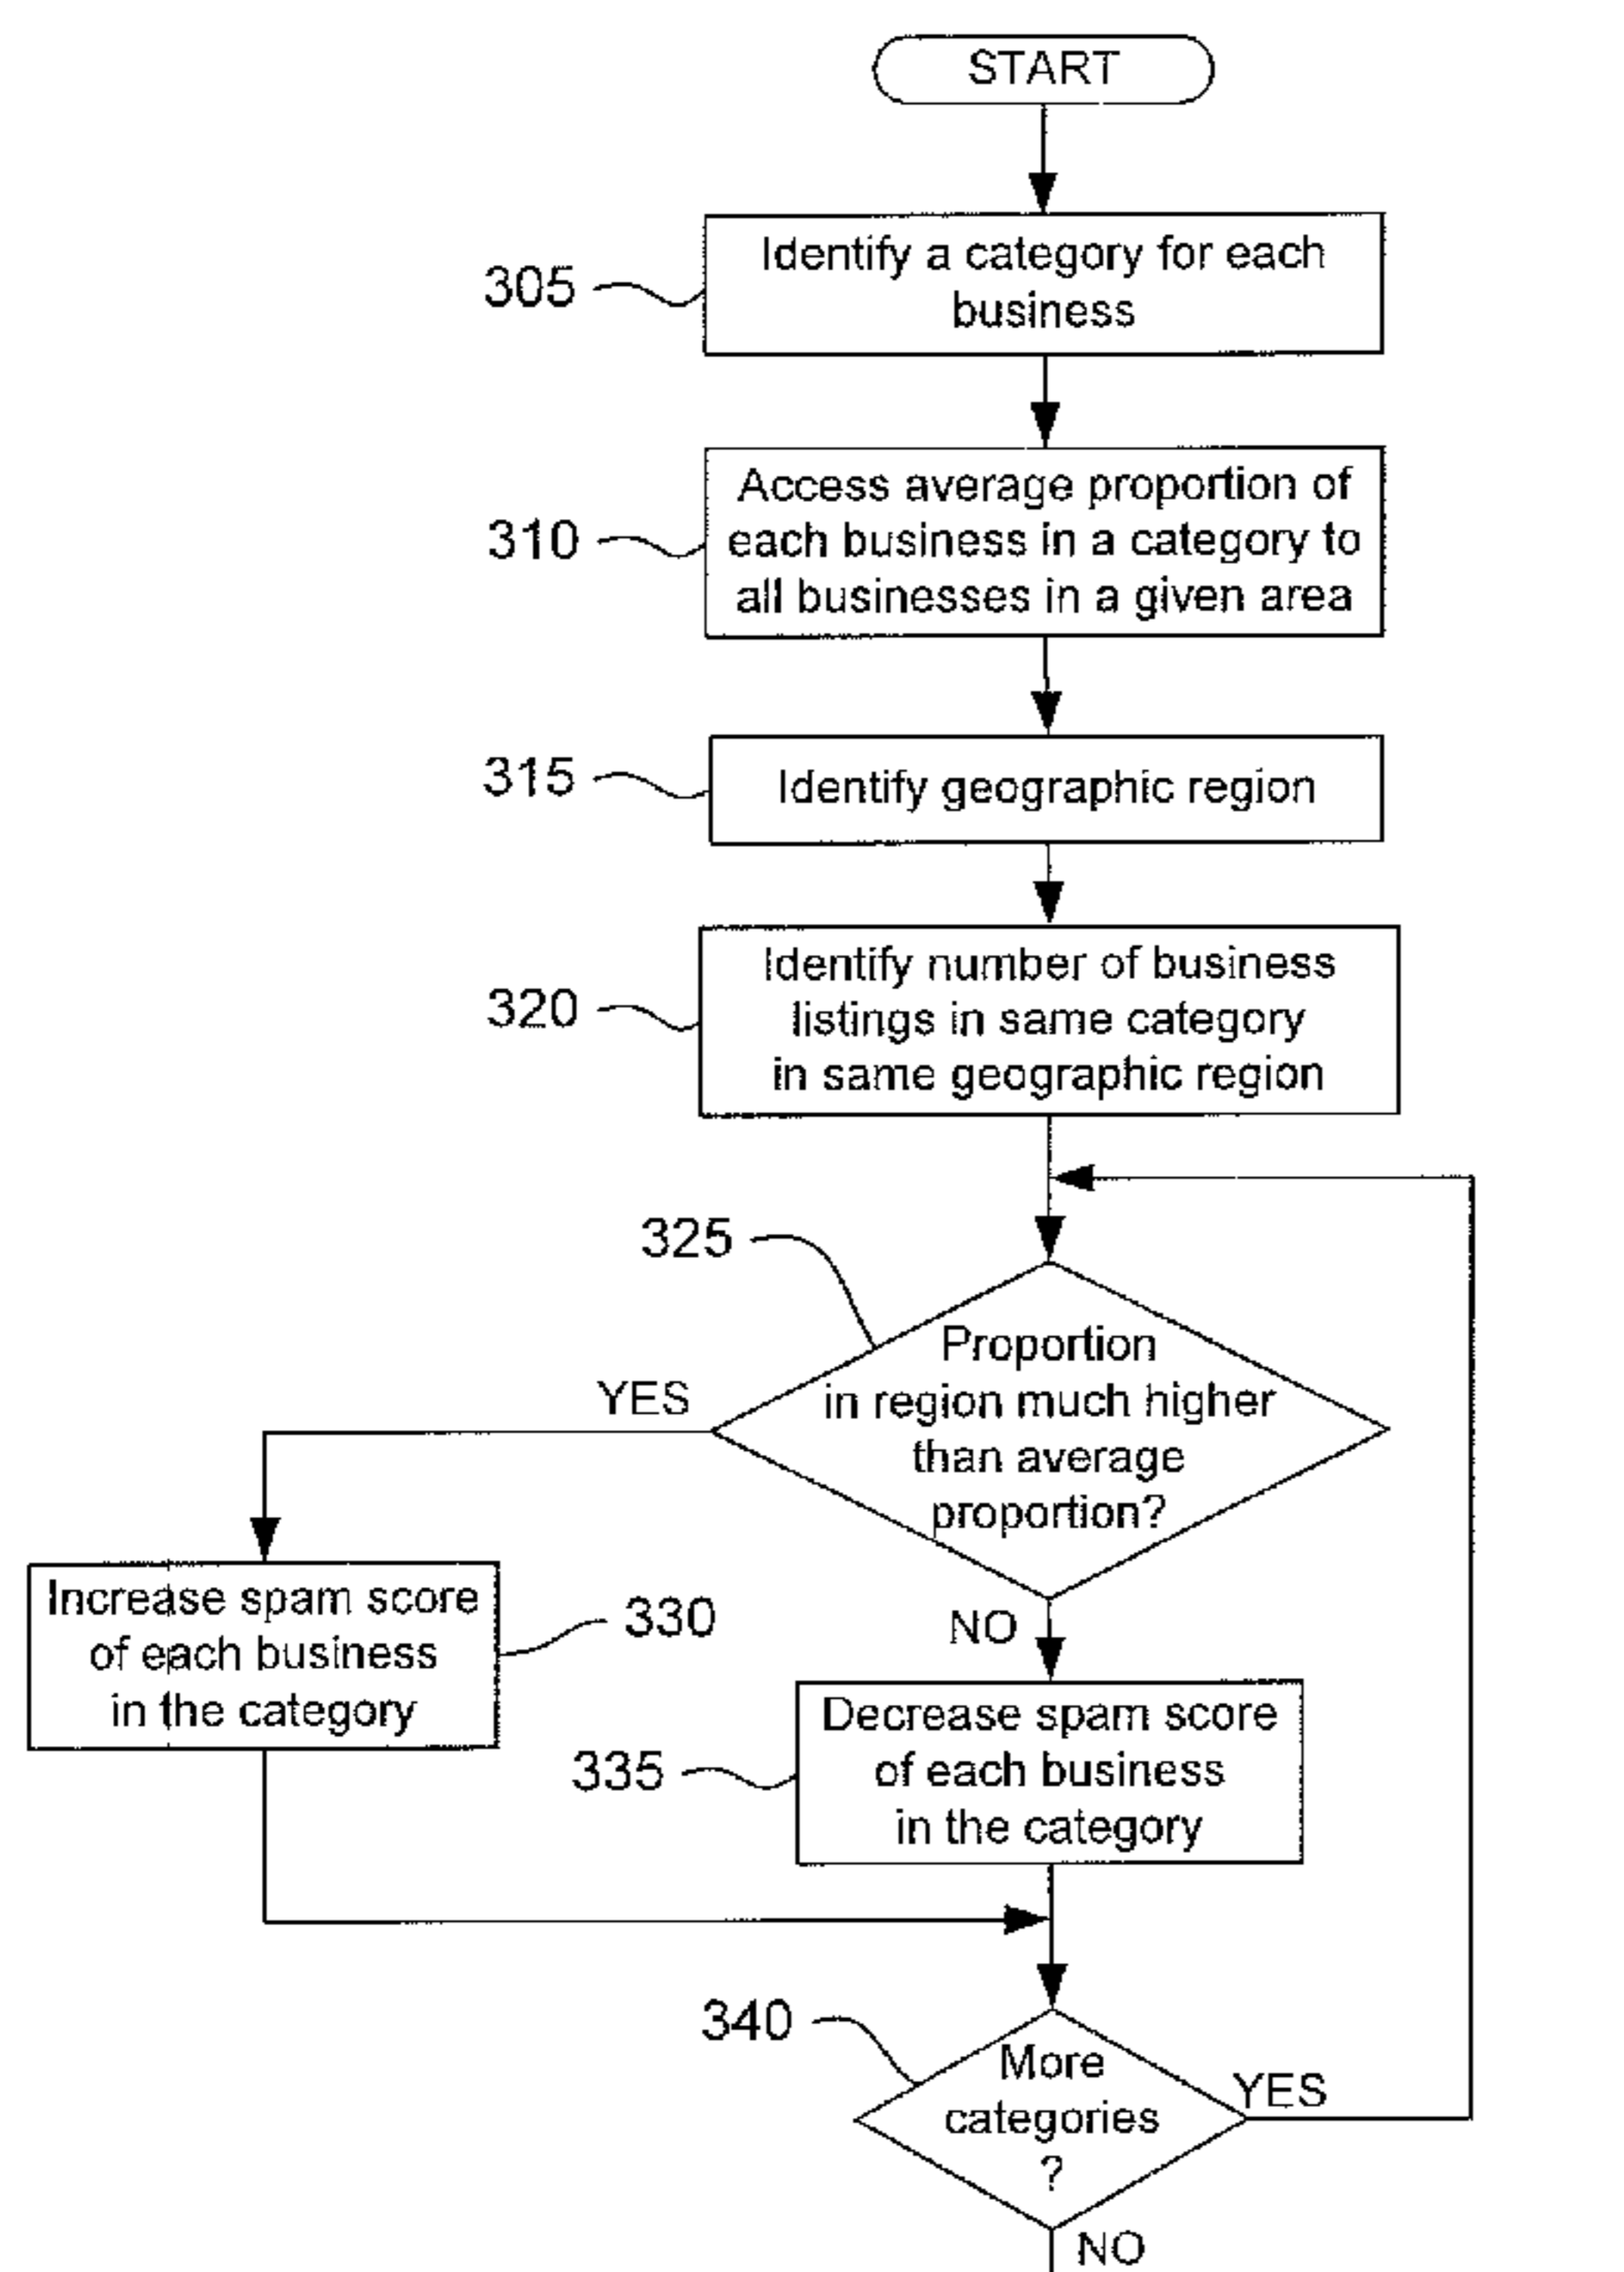 START
305
Identify a category for each
business
310
Access average proportion of
each business in a category to
all businesses in a given area
315
Identify geographic region
320
Identify number of business
listings in same category
in same geographic region
325
Proportion
in region much higher
than average
proportion?
YES
NO
Increase spam score
of each business
in the category
330
335
Decrease spam score
of each business
in the category
340
More
categories
?
YES
NO